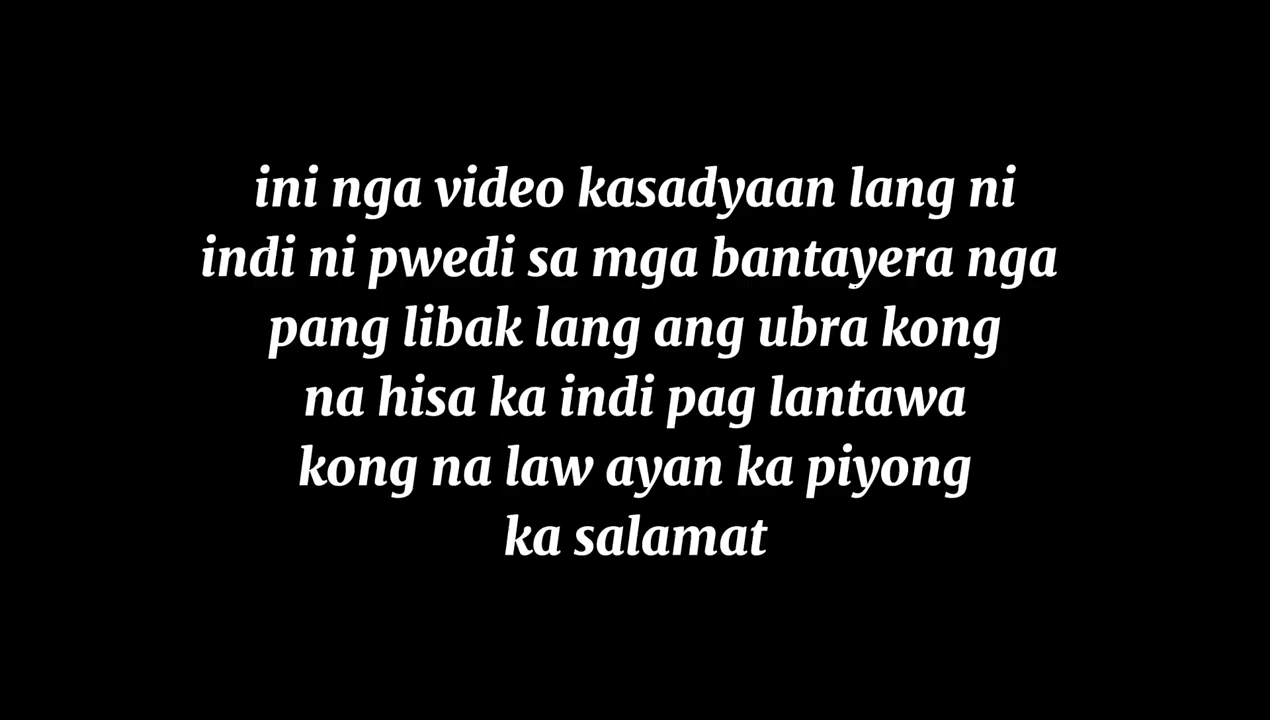 ini nga video kasadyaan lang ni
indi ni pwedi sa mga bantayera nga
pang libak lang ang ubra kong
na hisa ka indi pag lantawa
kong na law ayan ka piyong
ka salamat